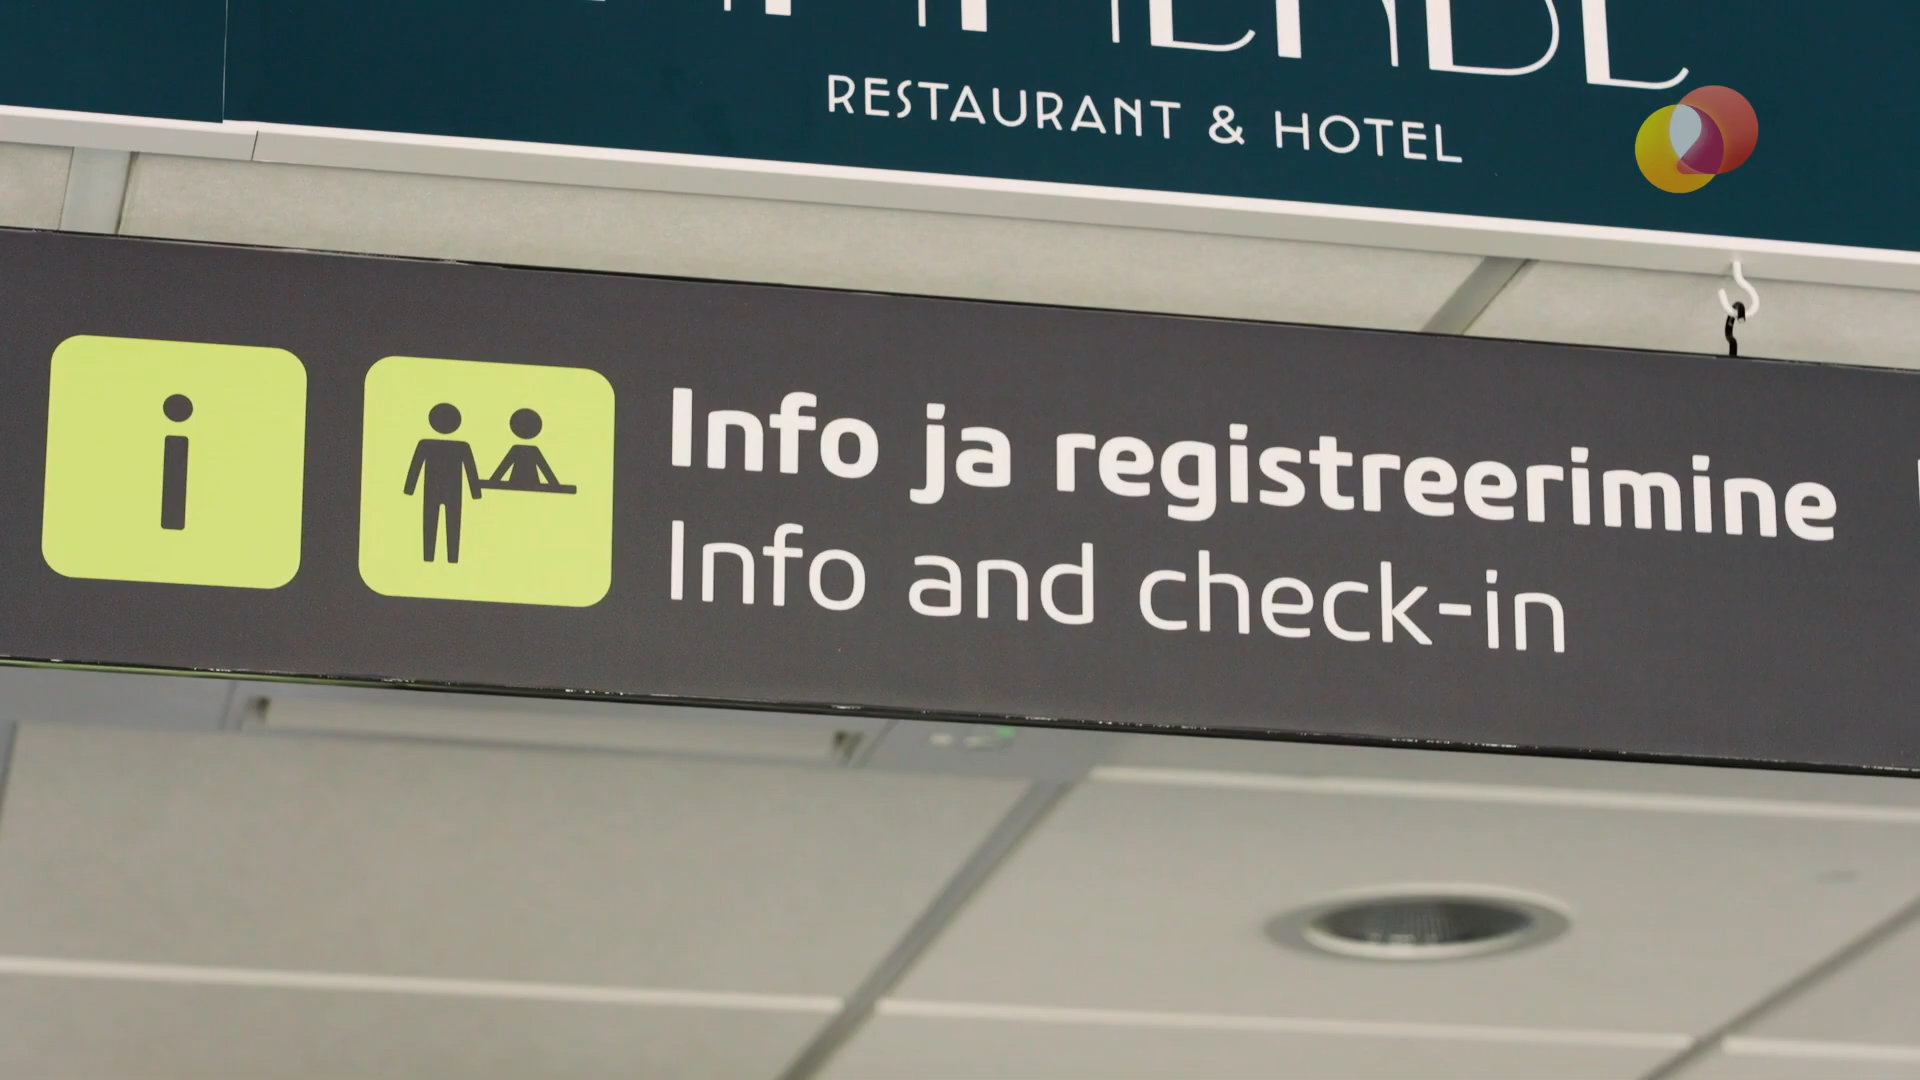 RESTAURANT & HOTEL
Info ja registreerimine
Info and check-in